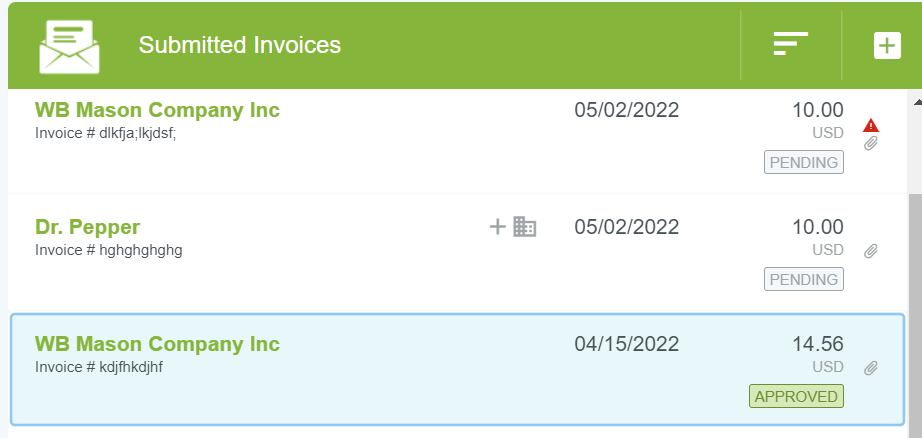 Submitted Invoices
WB Mason Company Inc 05/02/2022 10.00
Invoice # dlkfja;lkjdsf; USD
PENDING
Dr. Pepper 05/02/2022 10.00
Invoice # hghghghghg USD
PENDING
WB Mason Company Inc 04/15/2022 14.56
Invoice # kdjfhkdjhf USD
APPROVED